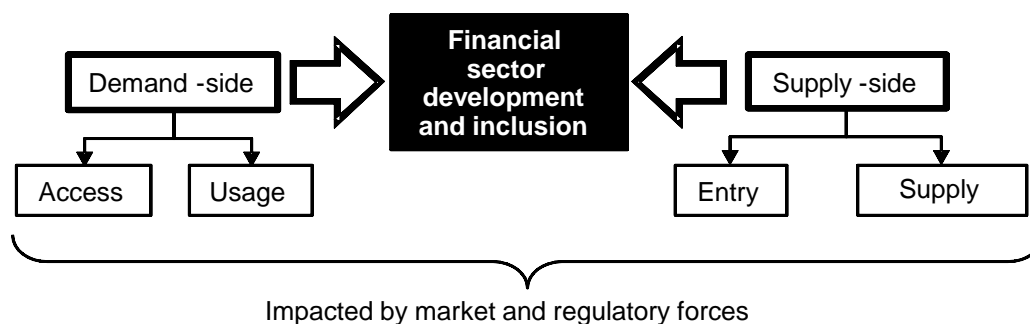 Financial
sector
development
and inclusion
Demand -side
Supply -side
Access
Usage
Entry
Supply
Impacted by market and regulatory forces